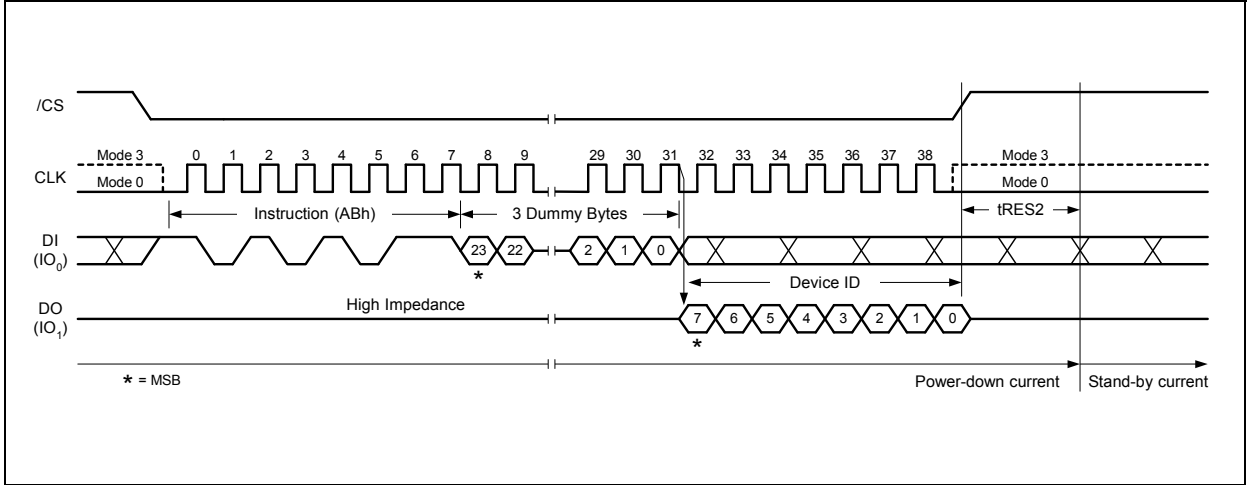 /CS
Mode 3 0 1 2 3 4 5 6 7 8 9 29 30 31 32 33 34 35 36 37 38 Mode 3
CLK
Mode 0 Mode 0
Instruction (ABh) 3 Dummy Bytes tRES2
DI
(IO0)
23 22 2 1 0
*
Device ID
High Impedance
DO
(IO1)
7 6 5 4 3 2 1 0
*
* = MSB
Power-down current Stand-by current